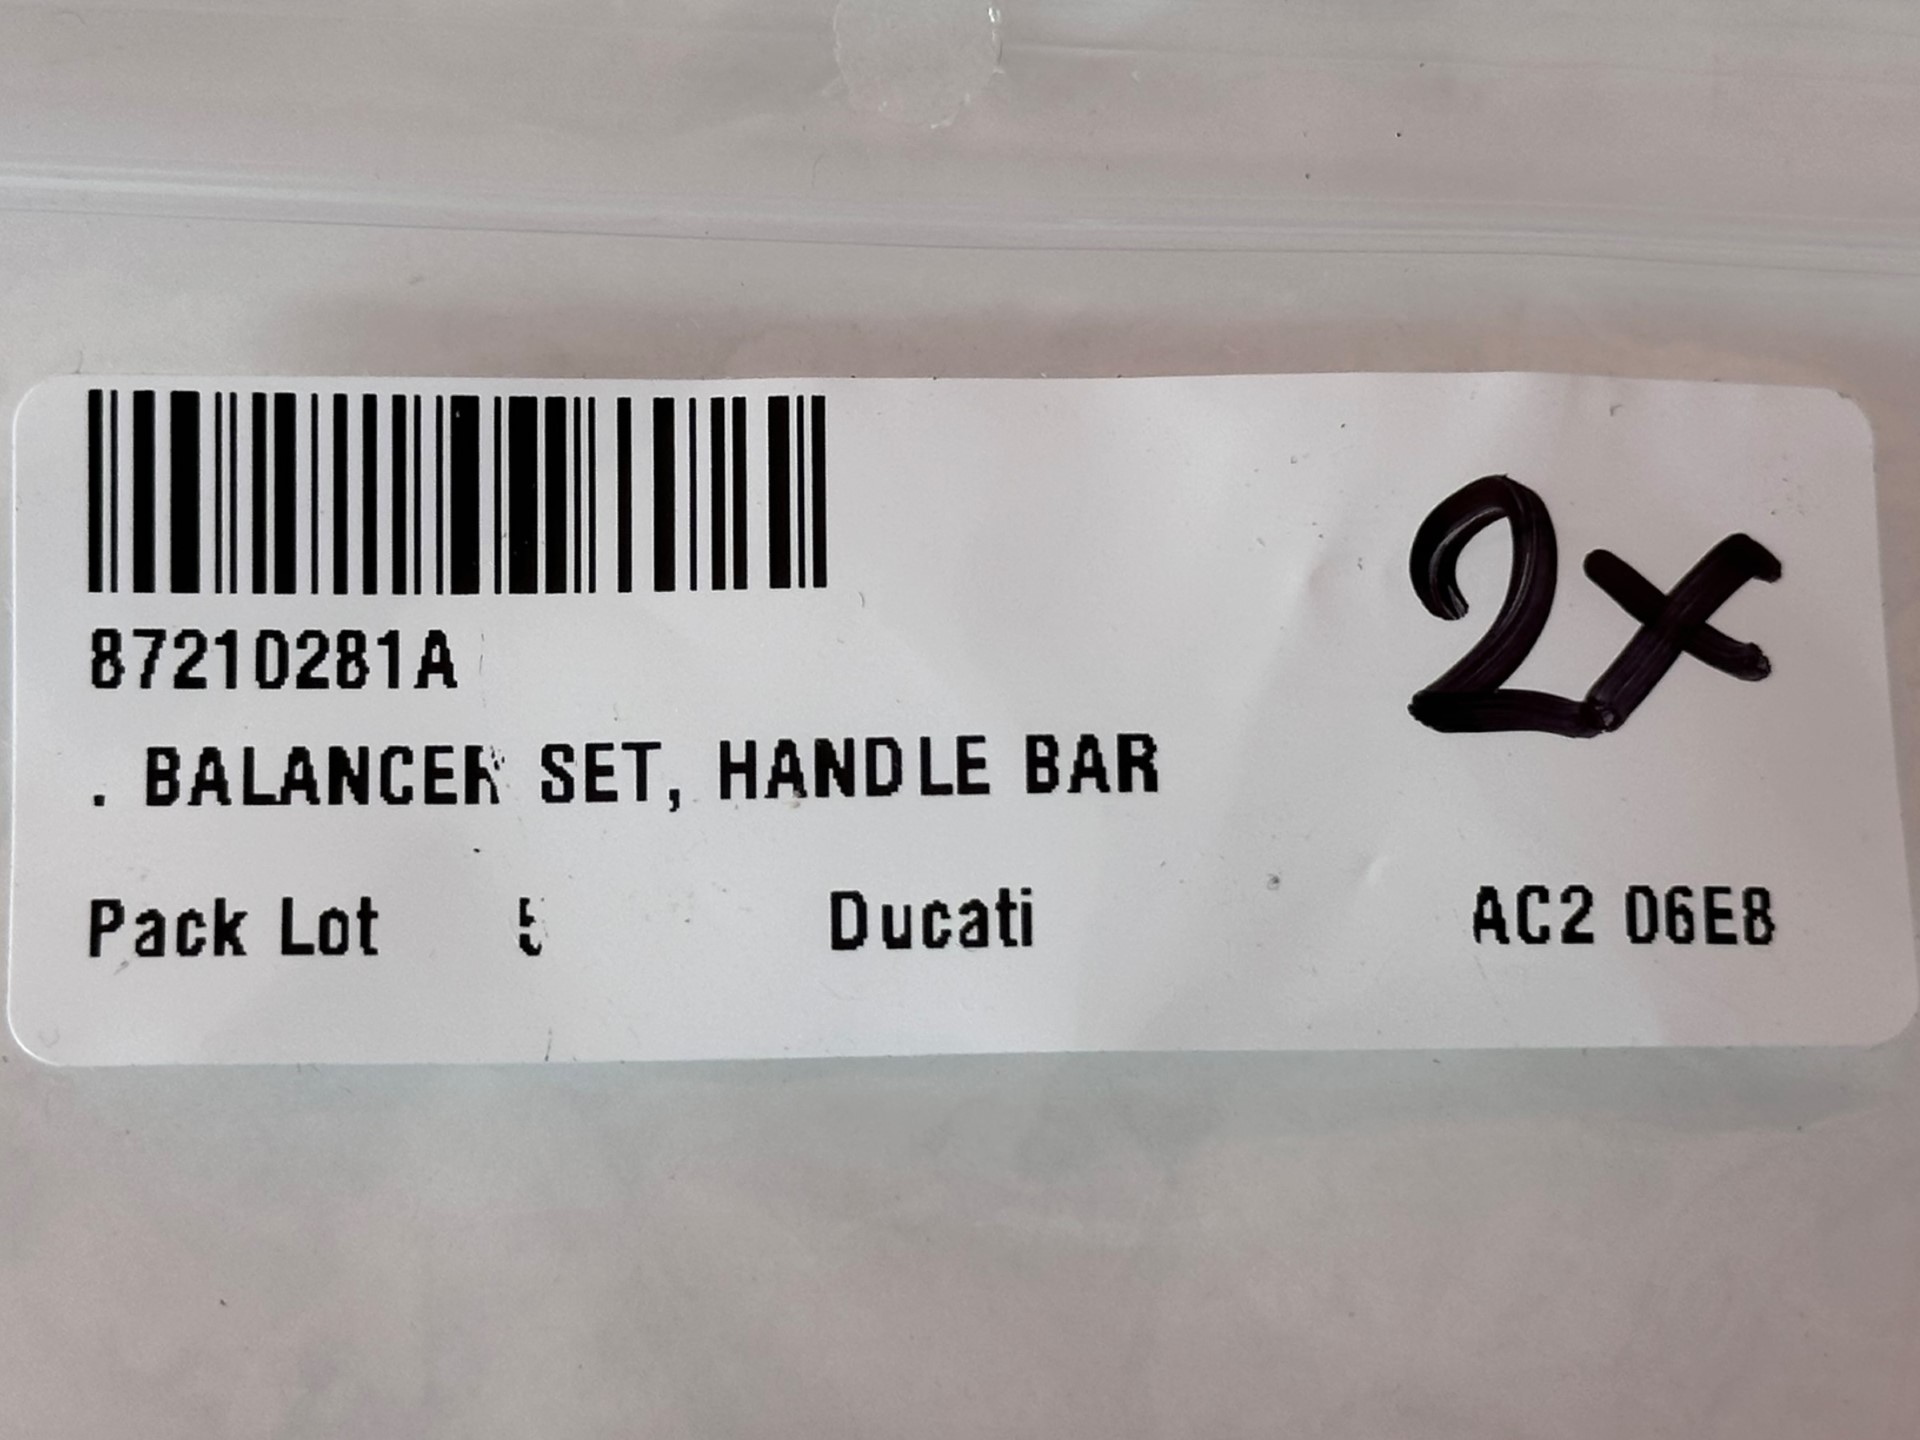 2x
87210281A
. BALANCER SET, HANDLE BAR
Pack Lot 5 Ducati AC2 06E8